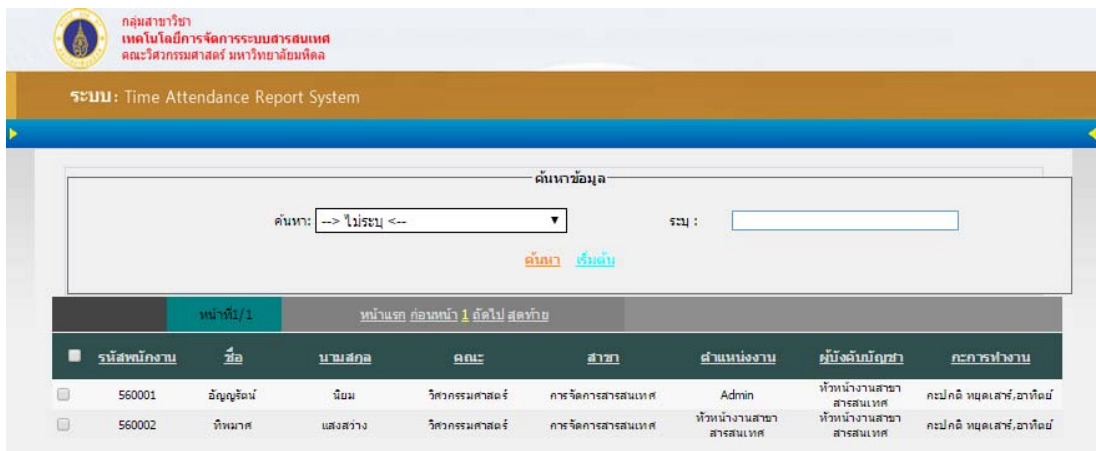 กลุ่มสาขาวิชา
เทคโนโลยีการจัดการระบบสารสนเทศ
คณะวิศวกรรมศาสตร์ มหาวิทยาลัยมหิดล
ระบบ: Time Attendance Report System
ค้นหาข้อมูล
ค้นหา: --> ไม่ระบุ <-- ระบุ :
ค้นหา เริ่มต้น
หน้าที่1/1 หน้าแรก ก่อนหน้า 1 ถัดไป สุดท้าย
รหัสพนักงาน ชื่อ นามสกุล คณะ สาขา ตำแหน่งงาน ผู้บังคับบัญชา กะการทำงาน
560001 อัญญรัตน์ นิยม วิศวกรรมศาสตร์ การจัดการสารสนเทศ Admin หัวหน้างานสาขา สารสนเทศ กะปกติ หยุดเสาร์,อาทิตย์
560002 ทิพมาศ แสงสว่าง วิศวกรรมศาสตร์ การจัดการสารสนเทศ หัวหน้างานสาขา สารสนเทศ หัวหน้างานสาขา สารสนเทศ กะปกติ หยุดเสาร์,อาทิตย์